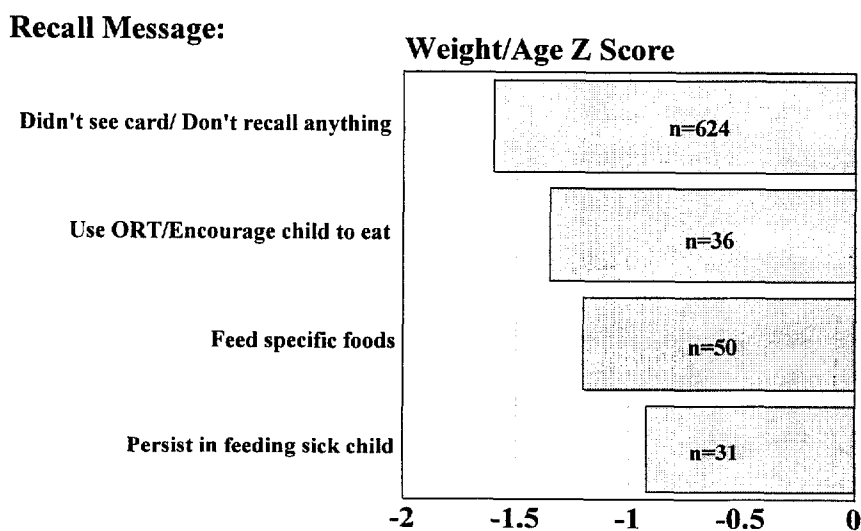 Recall Message:
Weight/Age Z Score
Didn't see card/ Don't recall anything
n=624
Use ORT/Encourage child to eat
n=36
Feed specific foods
n=50
Persist in feeding sick child
n=31
-2 -1.5 -1 -0.5 0